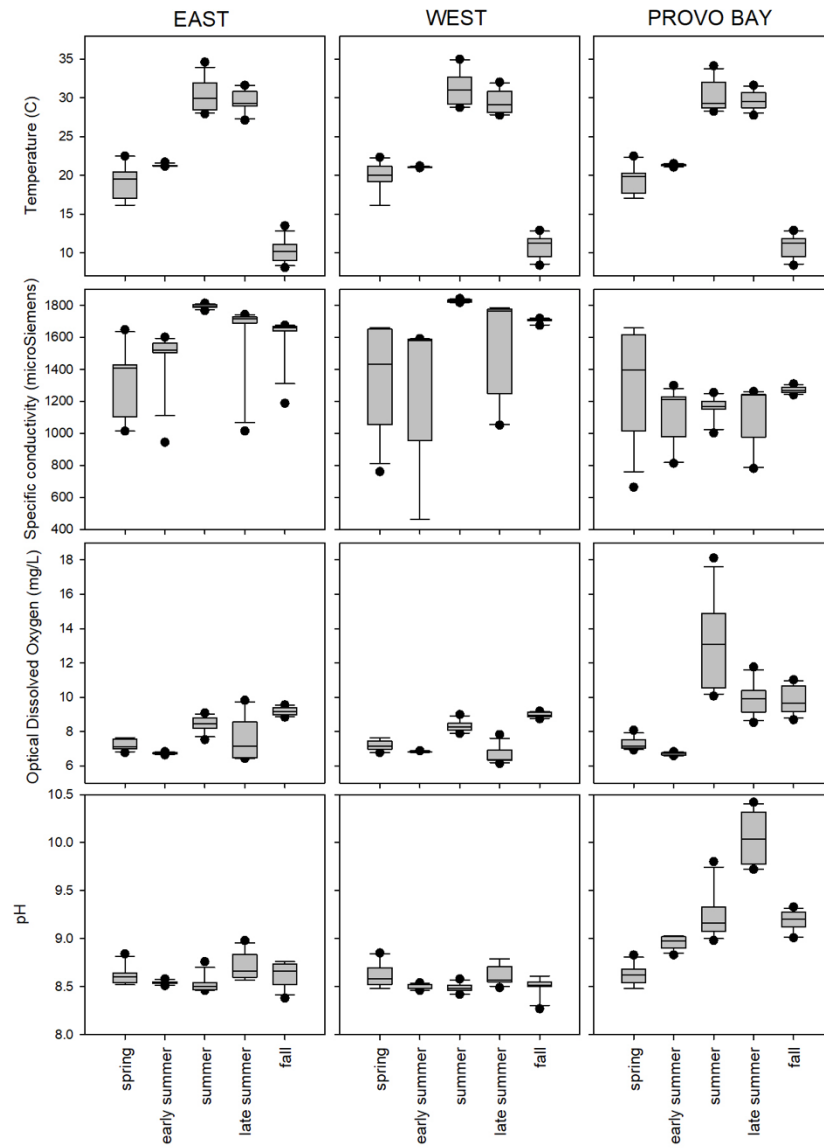 EAST WEST PROVO BAY
Temperature (C)
35
30
25
20
15
10
Specific conductivity (microSiemens)
1800
1600
1400
1200
1000
800
600
400
Optical Dissolved Oxygen (mg/L)
18
16
14
12
10
8
6
pH
10.5
10.0
9.5
9.0
8.5
8.0
spring
early summer
summer
late summer
fall
spring
early summer
summer
late summer
fall
spring
early summer
summer
late summer
fall